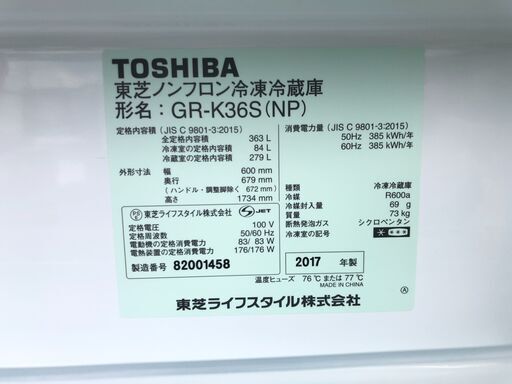 TOSHIBA
東芝ノンフロン冷凍冷蔵庫
形名：GR-K36S(NP)
定格内容積 (JIS C 9801-3:2015)
全定格内容積 363 L
冷凍室の定格内容積 84 L
冷蔵室の定格内容積 279 L
外形寸法 幅 600 mm
奥行 679 mm
(ハンドル・調整脚除く 672 mm)
高さ 1734 mm
消費電力量 (JIS C 9801-3:2015)
50Hz 385 kWh/年
60Hz 385 kWh/年
種類 冷凍冷蔵庫
冷媒 R600a
冷媒封入量 69 g
質量 73 kg
断熱発泡ガス シクロペンタン
冷凍室の記号
PS E 東芝ライフスタイル株式会社 JET
定格電圧 100 V
定格周波数 50/60 Hz
電動機の定格消費電力 83/ 83 W
電熱装置の定格消費電力 176/176 W
製造番号 82001458
2017 年製
温度ヒューズ 76 ℃ または 77 ℃
MADE IN CHINA
東芝ライフスタイル株式会社
A